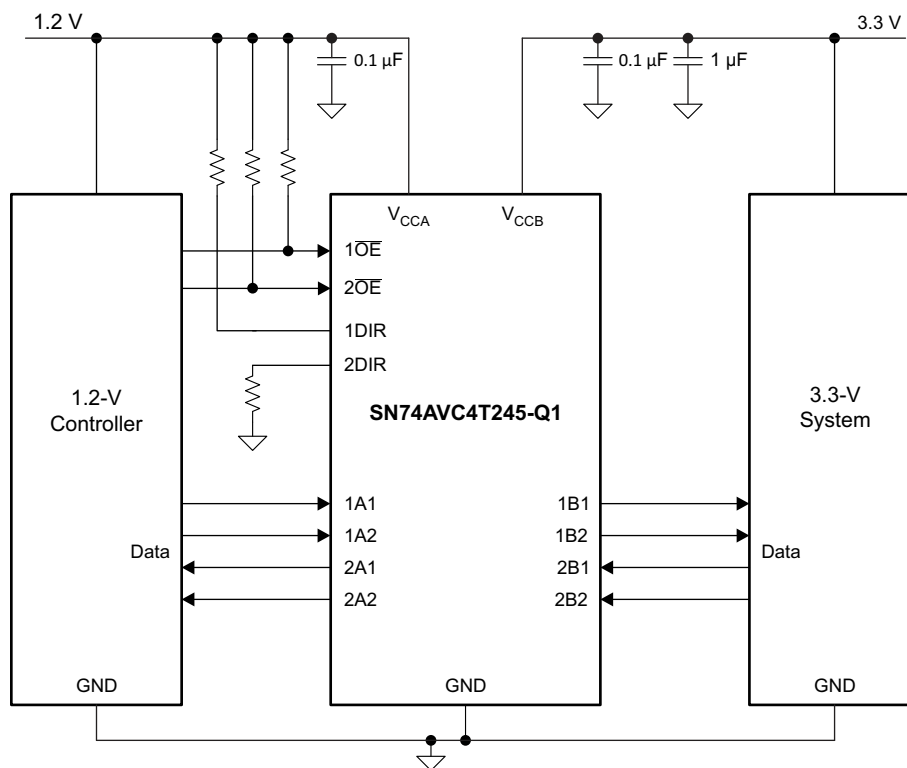 1.2 V
3.3 V
0.1 µF
0.1 µF
1 µF
VCCA
VCCB
1OE
2OE
1DIR
2DIR
1.2-V
Controller
SN74AVC4T245-Q1
3.3-V
System
1A1
1B1
1A2
1B2
Data
Data
2A1
2B1
2A2
2B2
GND
GND
GND